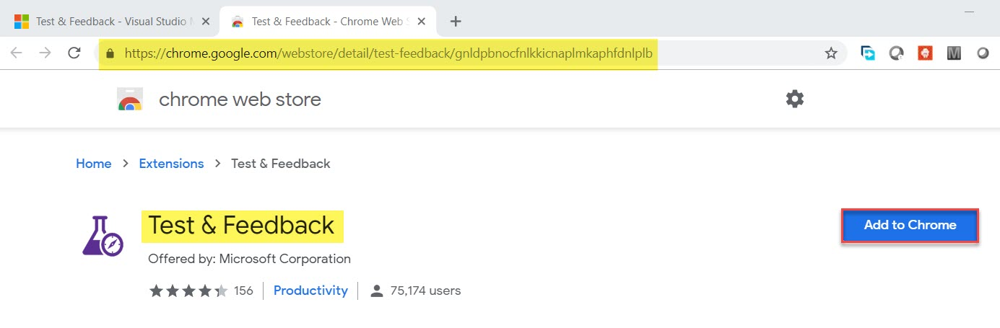 Test & Feedback - Visual Studio
Test & Feedback - Chrome Web
https://chrome.google.com/webstore/detail/test-feedback/gnldpbnocfnlkkicnaplmkaphfdnlplb
M
chrome web store
Home > Extensions > Test & Feedback
Test & Feedback
Add to Chrome
Offered by: Microsoft Corporation
156 Productivity 75,174 users